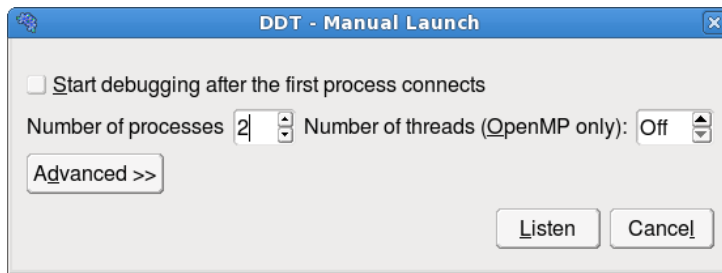 DDT - Manual Launch
Start debugging after the first process connects
Number of processes 2 Number of threads (OpenMP only): Off
Advanced >>
Listen Cancel